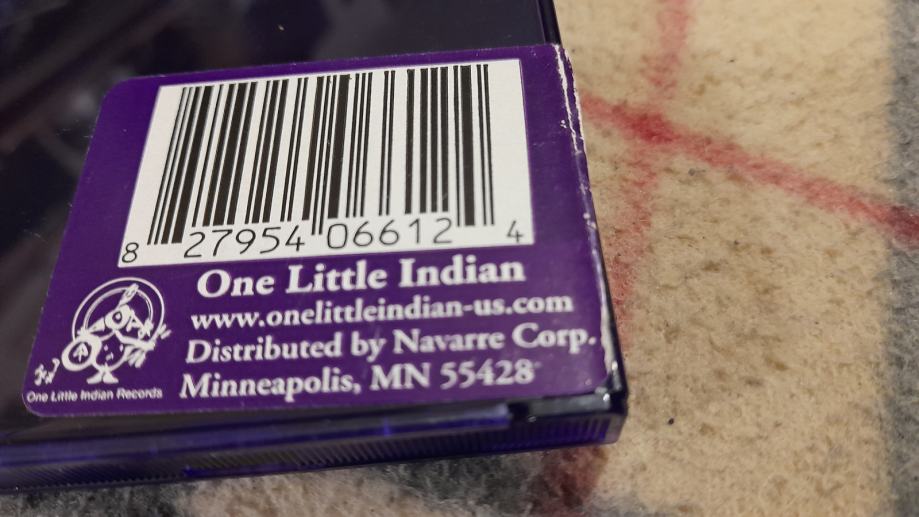 8 27954 06612 4
One Little Indian
www.onelittleindian-us.com
Distributed by Navarre Corp.
Minneapolis, MN 55428
One Little Indian Records